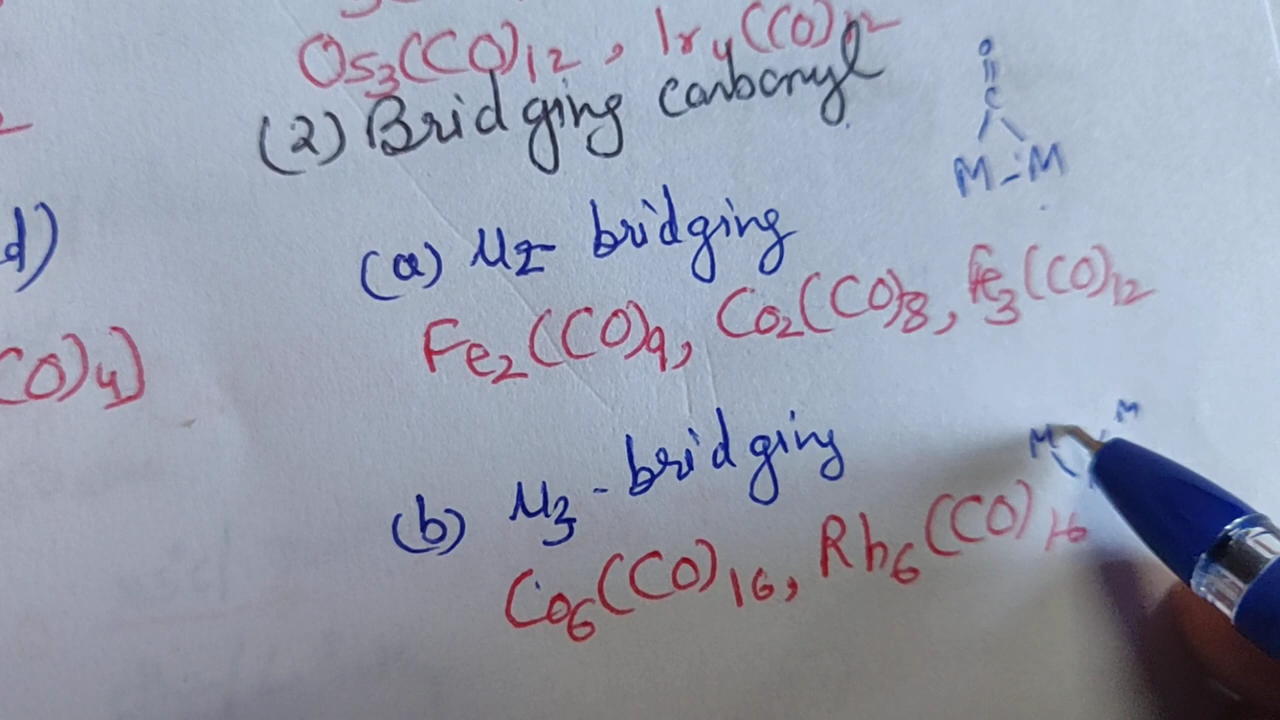 Os3(CO)12, Ir4(CO)12
(2) Bridging carbonyl
O
C
M-M
d)
(a) μ2- bridging
Fe2(CO)9, Co2(CO)8, Fe3(CO)12
CO)4]
M M
(b) μ3-bridging
Co6(CO)16, Rh6(CO)16